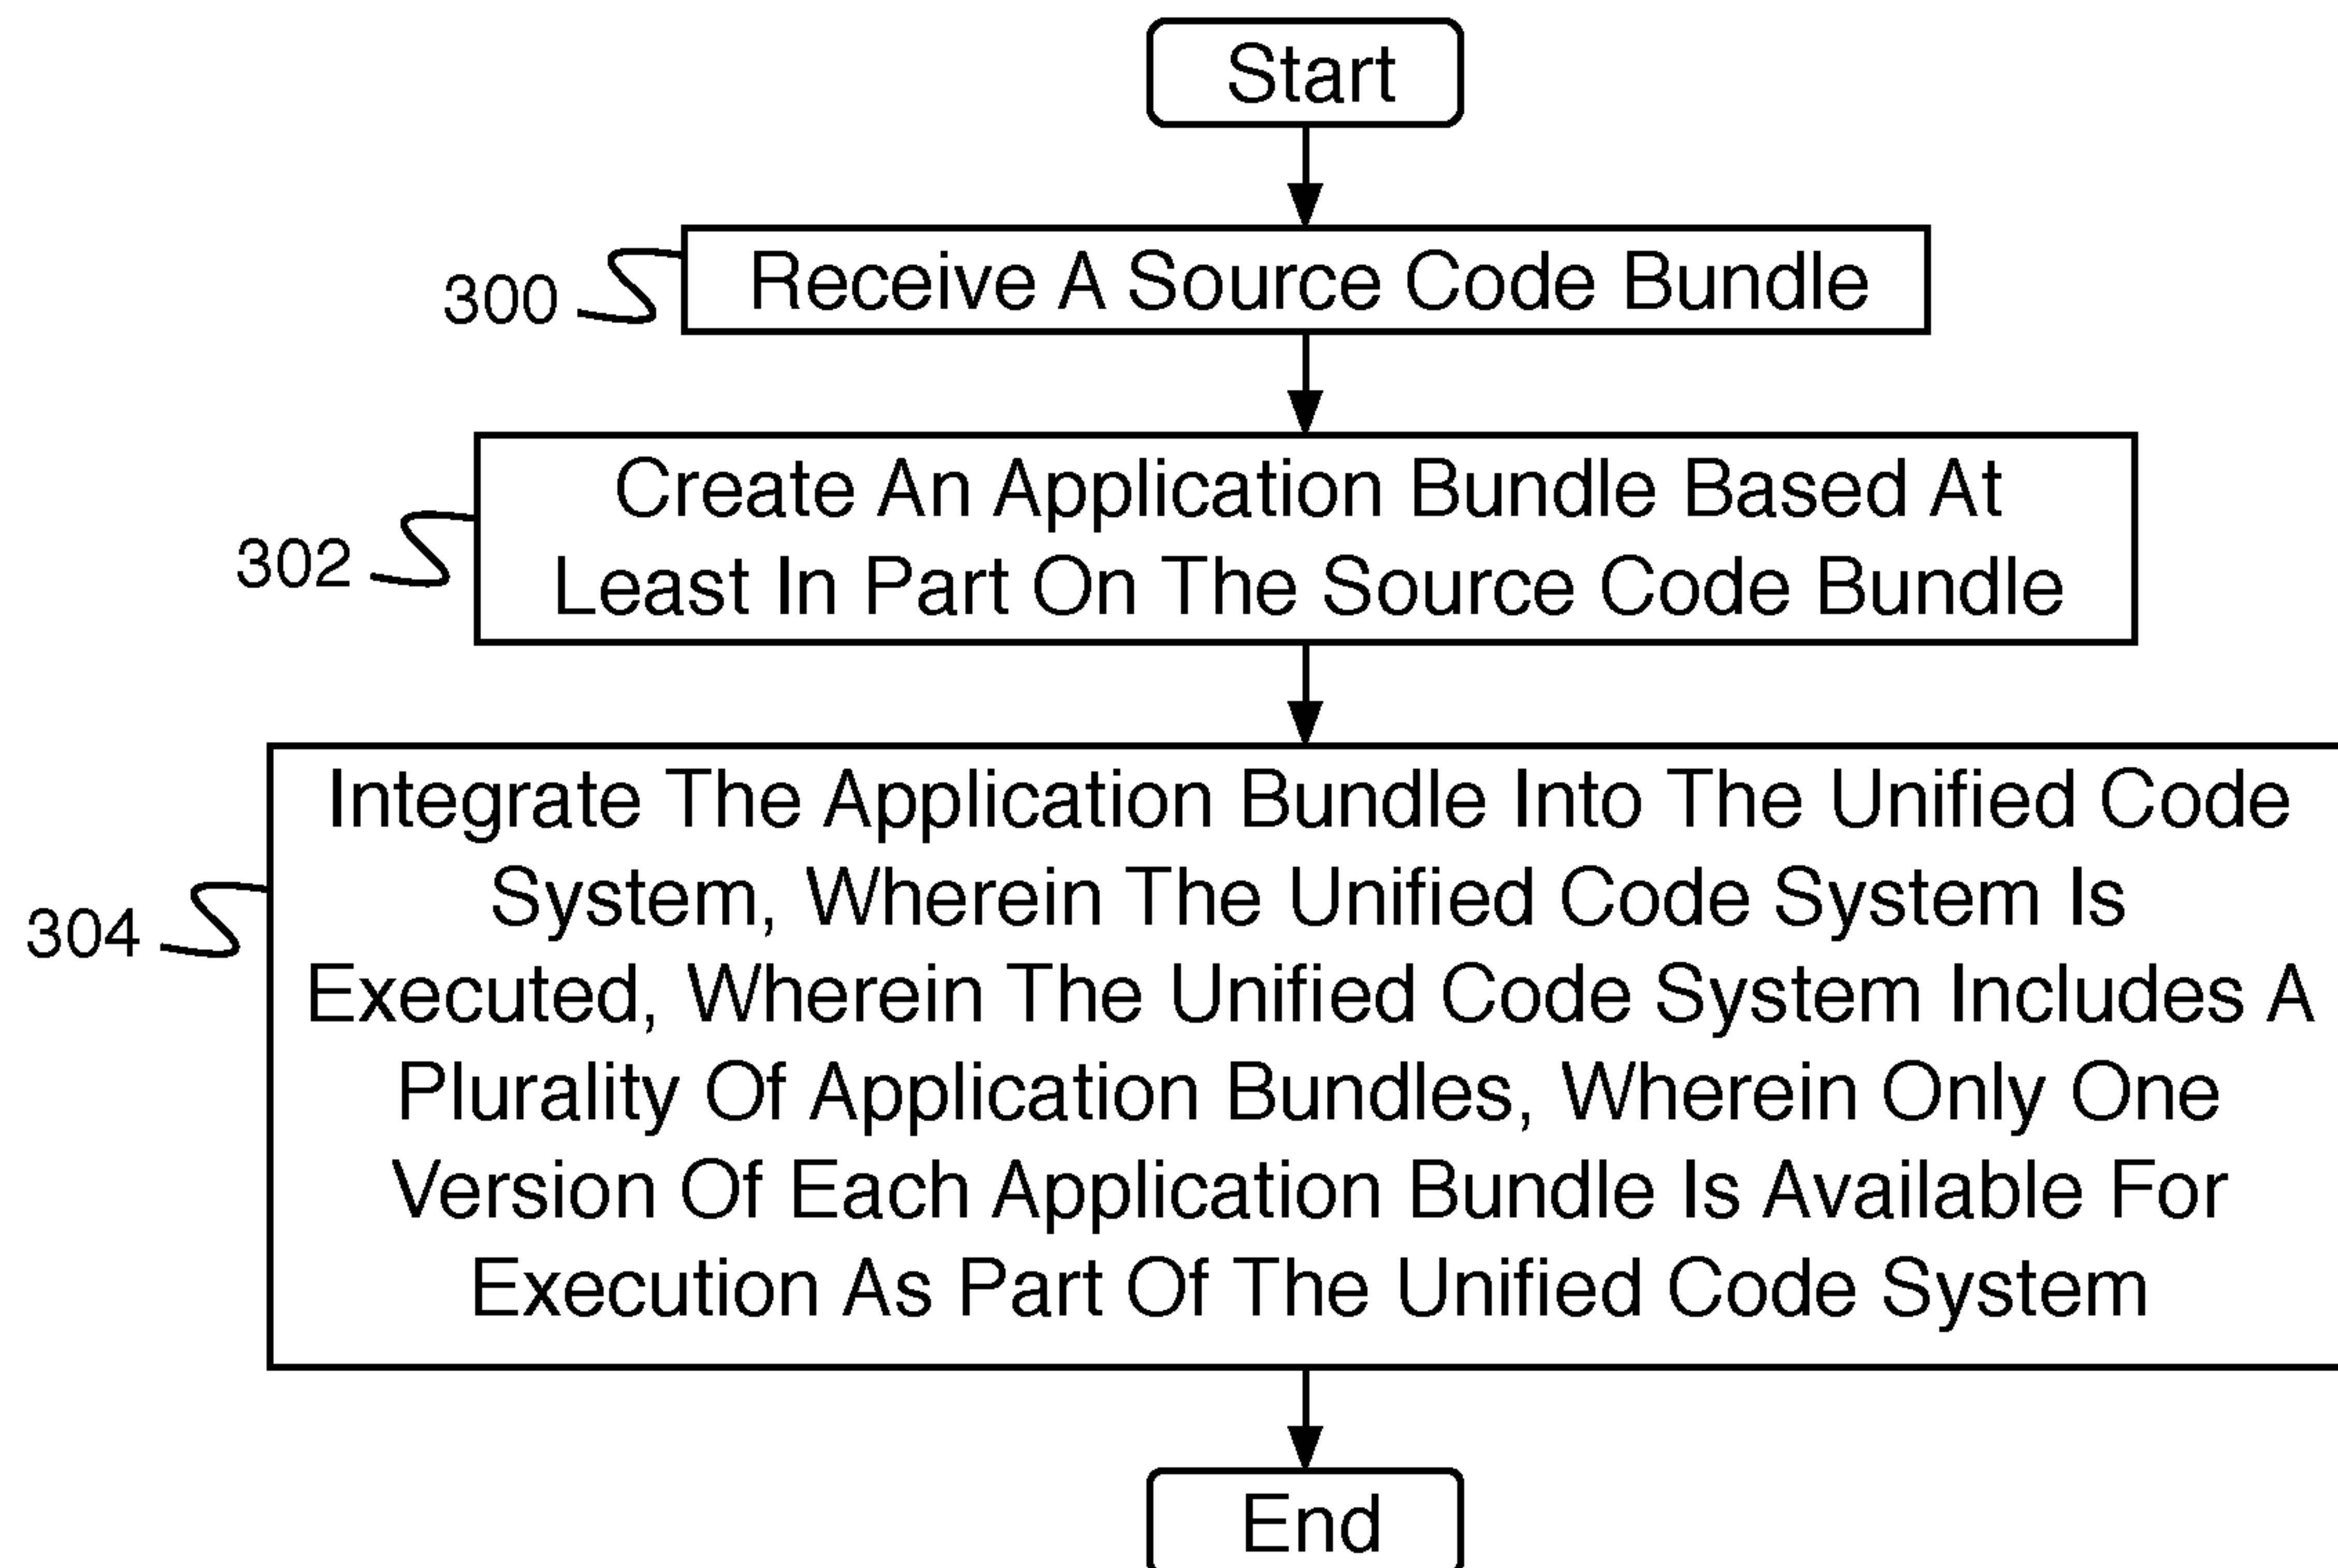 Start
300
Receive A Source Code Bundle
302
Create An Application Bundle Based At
Least In Part On The Source Code Bundle
304
Integrate The Application Bundle Into The Unified Code
System, Wherein The Unified Code System Is
Executed, Wherein The Unified Code System Includes A
Plurality Of Application Bundles, Wherein Only One
Version Of Each Application Bundle Is Available For
Execution As Part Of The Unified Code System
End